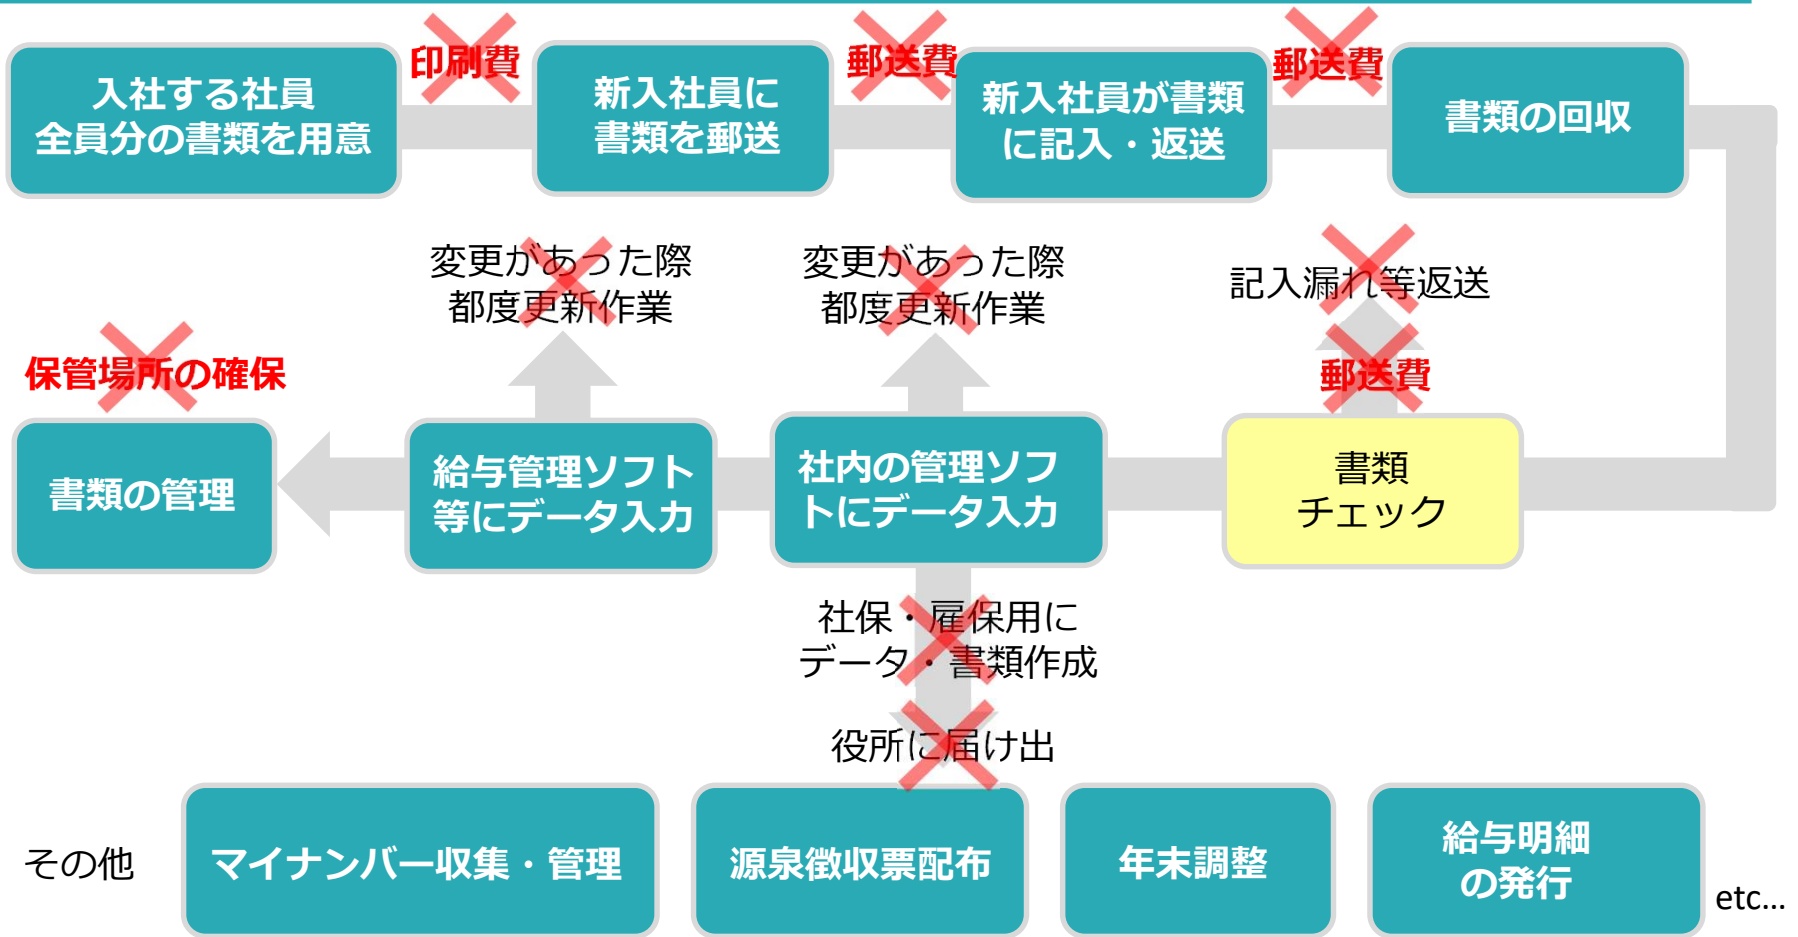 印刷費
郵送費
郵送費
入社する社員
全員分の書類を用意
新入社員に
書類を郵送
新入社員が書類
に記入・返送
書類の回収
変更があった際
都度更新作業
変更があった際
都度更新作業
記入漏れ等返送
保管場所の確保
郵送費
書類の管理
給与管理ソフト
等にデータ入力
社内の管理ソフ
トにデータ入力
書類
チェック
社保・雇保用に
データ・書類作成
役所に届け出
その他
マイナンバー収集・管理
源泉徴収票配布
年末調整
給与明細
の発行
etc...